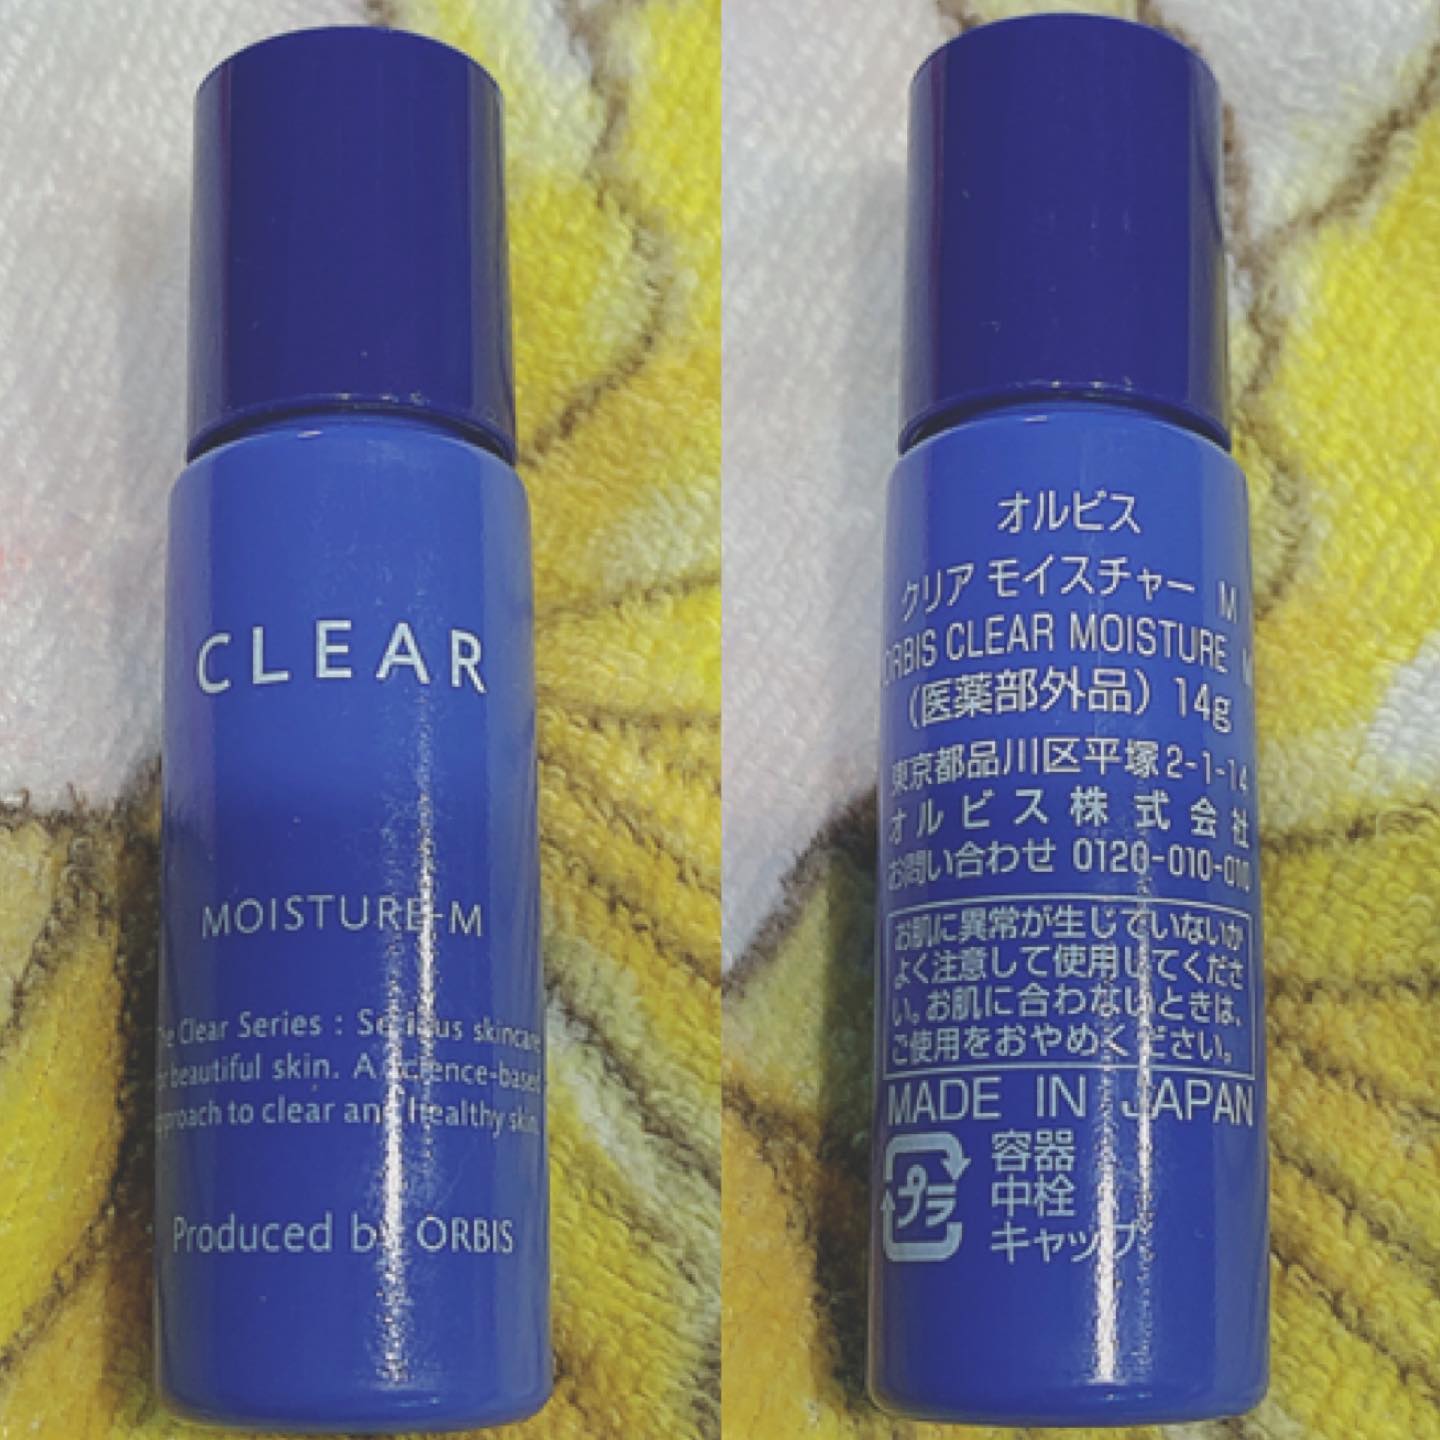 CLEAR
MOISTURE-M
Clear Series : Serious skincare
beautiful skin. A science-based
to clear and healthy skin.
Produced by ORBIS
オルビス
クリア モイスチャー M
ORBIS CLEAR MOISTURE M
(医薬部外品) 14g
東京都品川区平塚2-1-14
オルビス株式会社
お問い合わせ 0120-010-010
お肌に異常が生じていないか
よく注意して使用してくださ
い。お肌に合わないときは、
ご使用をおやめください。
MADE IN JAPAN
プラ
容器
中栓
キャップ